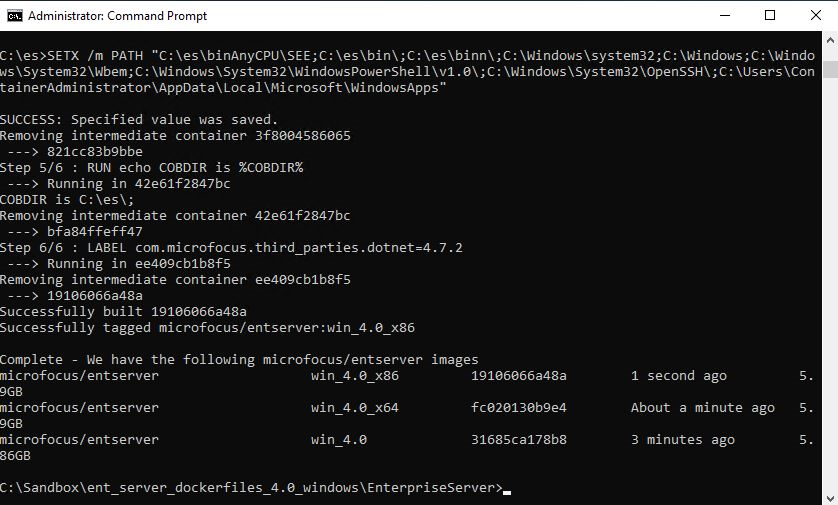 Administrator: Command Prompt
C:\es>SETX /m PATH "C:\es\binAnyCPU\SEE;C:\es\bin\;C:\es\binn\;C:\Windows\system32;C:\Windows;C:\Windo
ws\System32\Wbem;C:\Windows\System32\WindowsPowerShell\v1.0\;C:\Windows\System32\OpenSSH\;C:\Users\Con
tainerAdministrator\AppData\Local\Microsoft\WindowsApps"
SUCCESS: Specified value was saved.
Removing intermediate container 3f8004586065
 ---> 821cc83b9bbe
Step 5/6 : RUN echo COBDIR is %COBDIR%
 ---> Running in 42e61f2847bc
COBDIR is C:\es\;
Removing intermediate container 42e61f2847bc
 ---> bfa84ffeff47
Step 6/6 : LABEL com.microfocus.third_parties.dotnet=4.7.2
 ---> Running in ee409cb1b8f5
Removing intermediate container ee409cb1b8f5
 ---> 19106066a48a
Successfully built 19106066a48a
Successfully tagged microfocus/entserver:win_4.0_x86
Complete - We have the following microfocus/entserver images
microfocus/entserver                   win_4.0_x86         19106066a48a        1 second ago         5.
9GB
microfocus/entserver                   win_4.0_x64         fc020130b9e4        About a minute ago   5.
9GB
microfocus/entserver                   win_4.0             31685ca178b8        3 minutes ago        5.
86GB
C:\Sandbox\ent_server_dockerfiles_4.0_windows\EnterpriseServer>